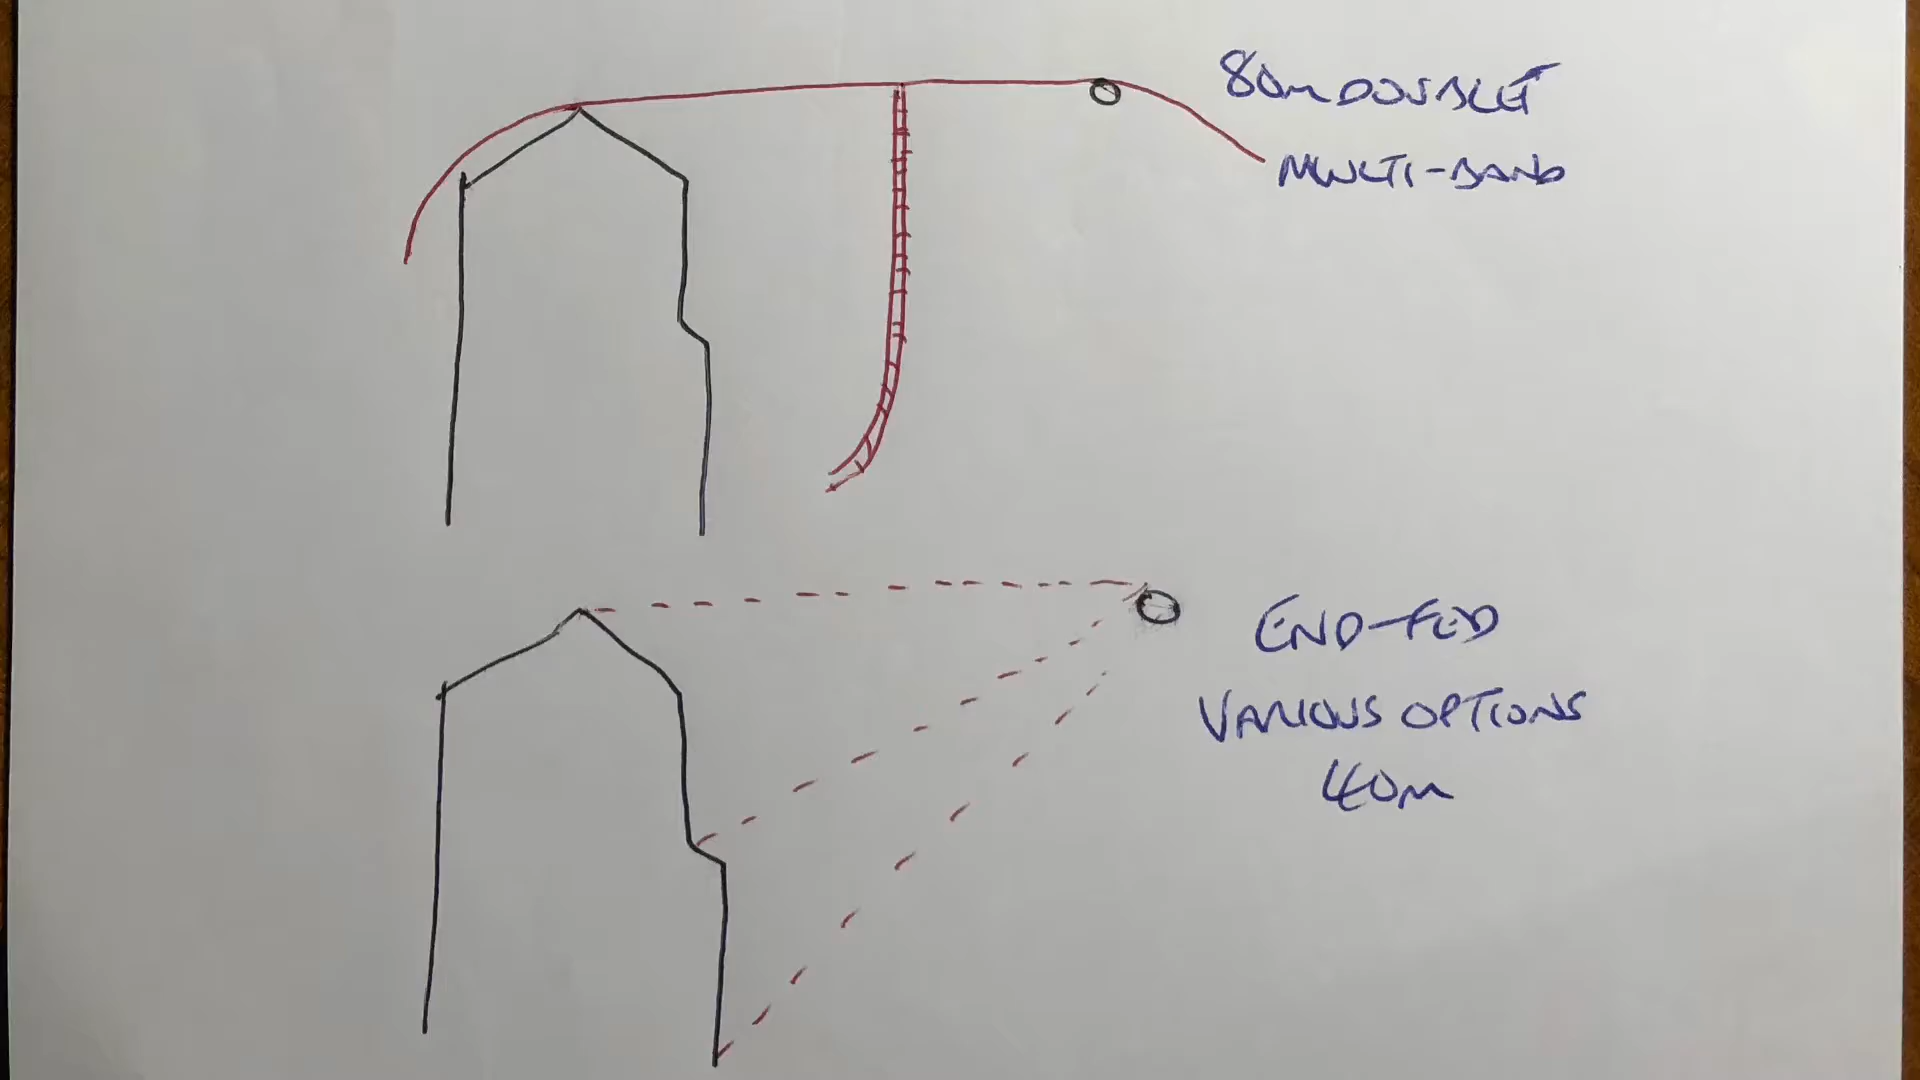 80m DOUBLET
MULTI-BAND
END-FED
VARIOUS OPTIONS
40m